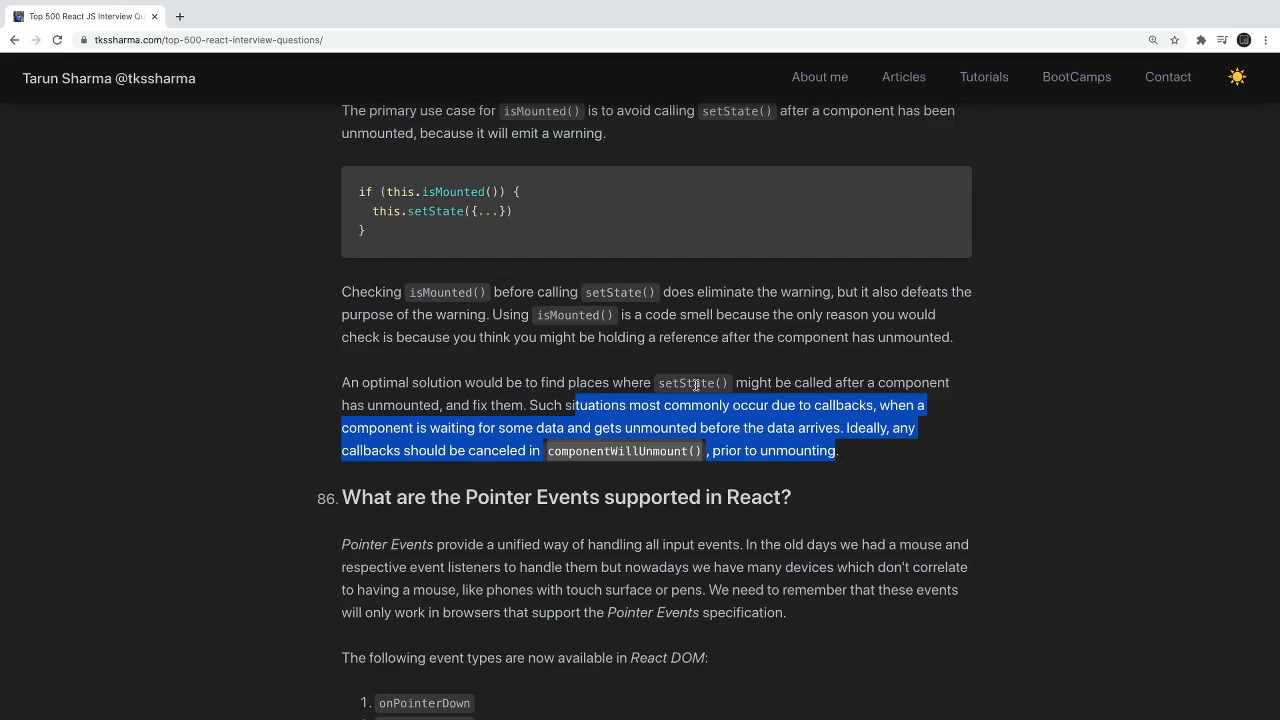 Top 500 React JS Interview Qu
tkssharma.com/top-500-react-interview-questions/
Tarun Sharma @tkssharma
About me
Articles
Tutorials
BootCamps
Contact
The primary use case for isMounted() is to avoid calling setState() after a component has been
unmounted, because it will emit a warning.
if (this.isMounted()) {
  this.setState({...})
}
Checking isMounted() before calling setState() does eliminate the warning, but it also defeats the
purpose of the warning. Using isMounted() is a code smell because the only reason you would
check is because you think you might be holding a reference after the component has unmounted.
An optimal solution would be to find places where setState() might be called after a component
has unmounted, and fix them. Such situations most commonly occur due to callbacks, when a
component is waiting for some data and gets unmounted before the data arrives. Ideally, any
callbacks should be canceled in componentWillUnmount() , prior to unmounting.
86. What are the Pointer Events supported in React?
Pointer Events provide a unified way of handling all input events. In the old days we had a mouse and
respective event listeners to handle them but nowadays we have many devices which don't correlate
to having a mouse, like phones with touch surface or pens. We need to remember that these events
will only work in browsers that support the Pointer Events specification.
The following event types are now available in React DOM:
1. onPointerDown